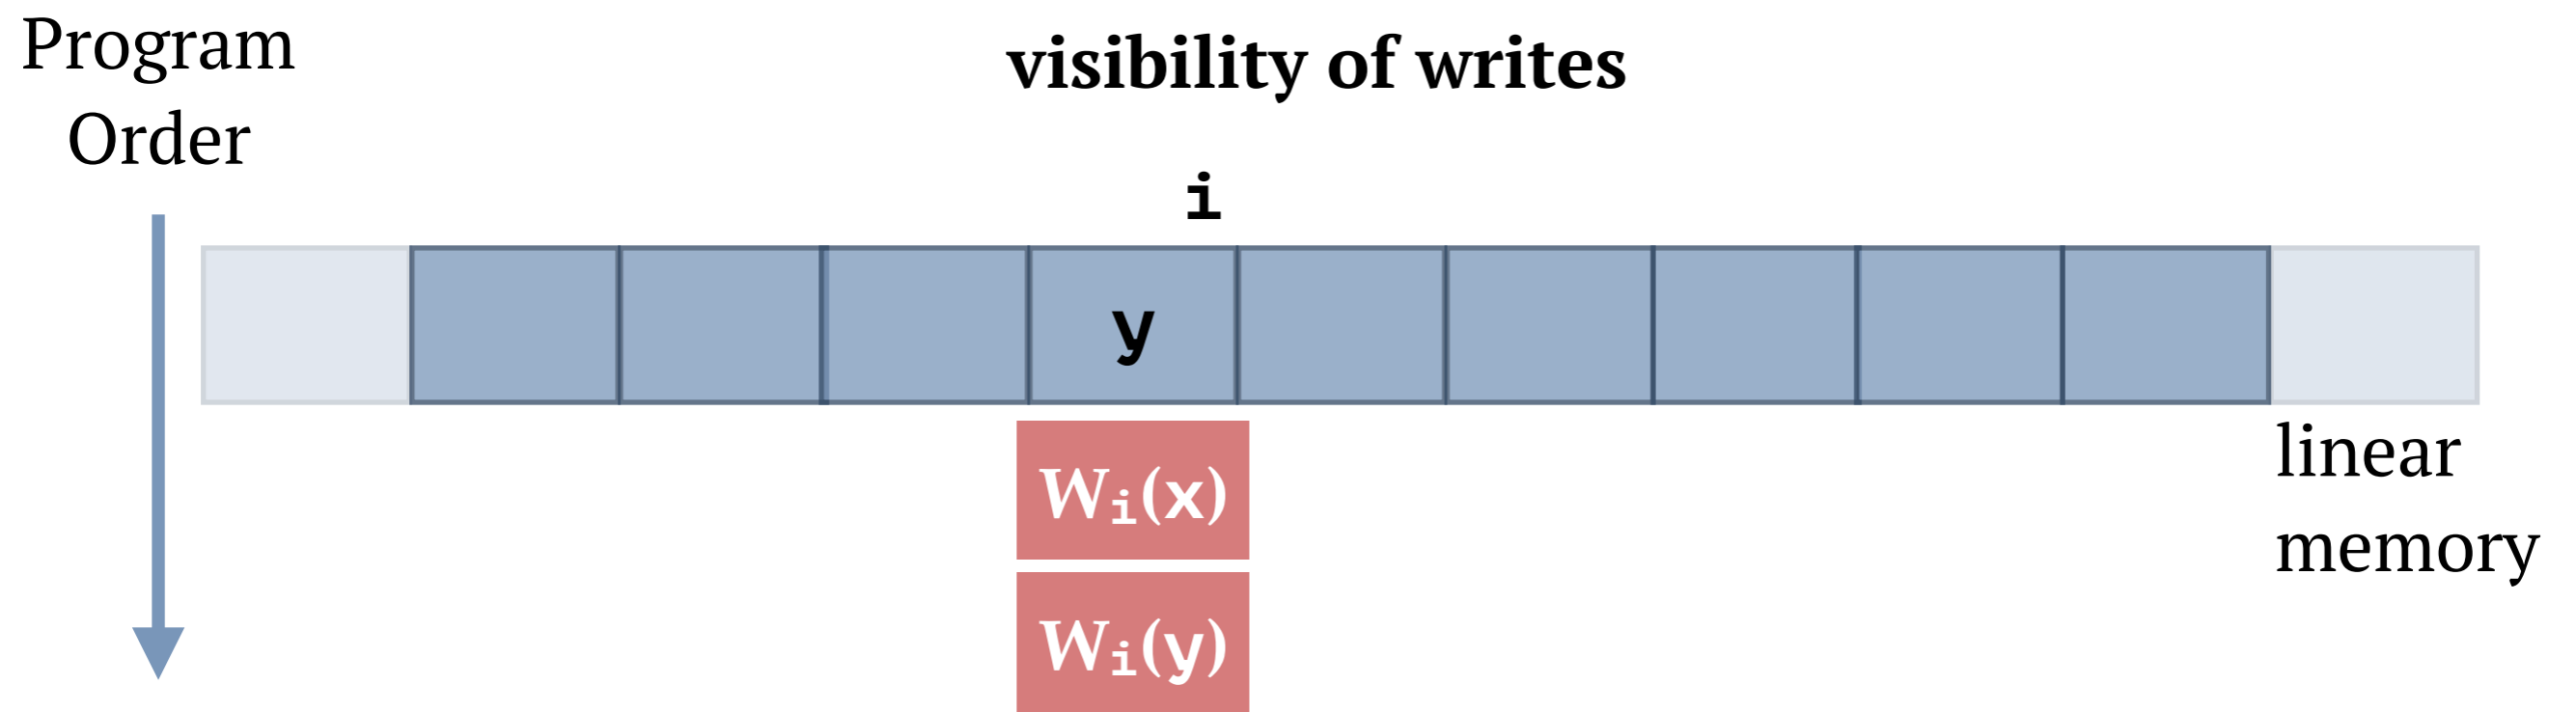 Program
Order
visibility of writes
i
y
Wᵢ(x)
Wᵢ(y)
linear
memory